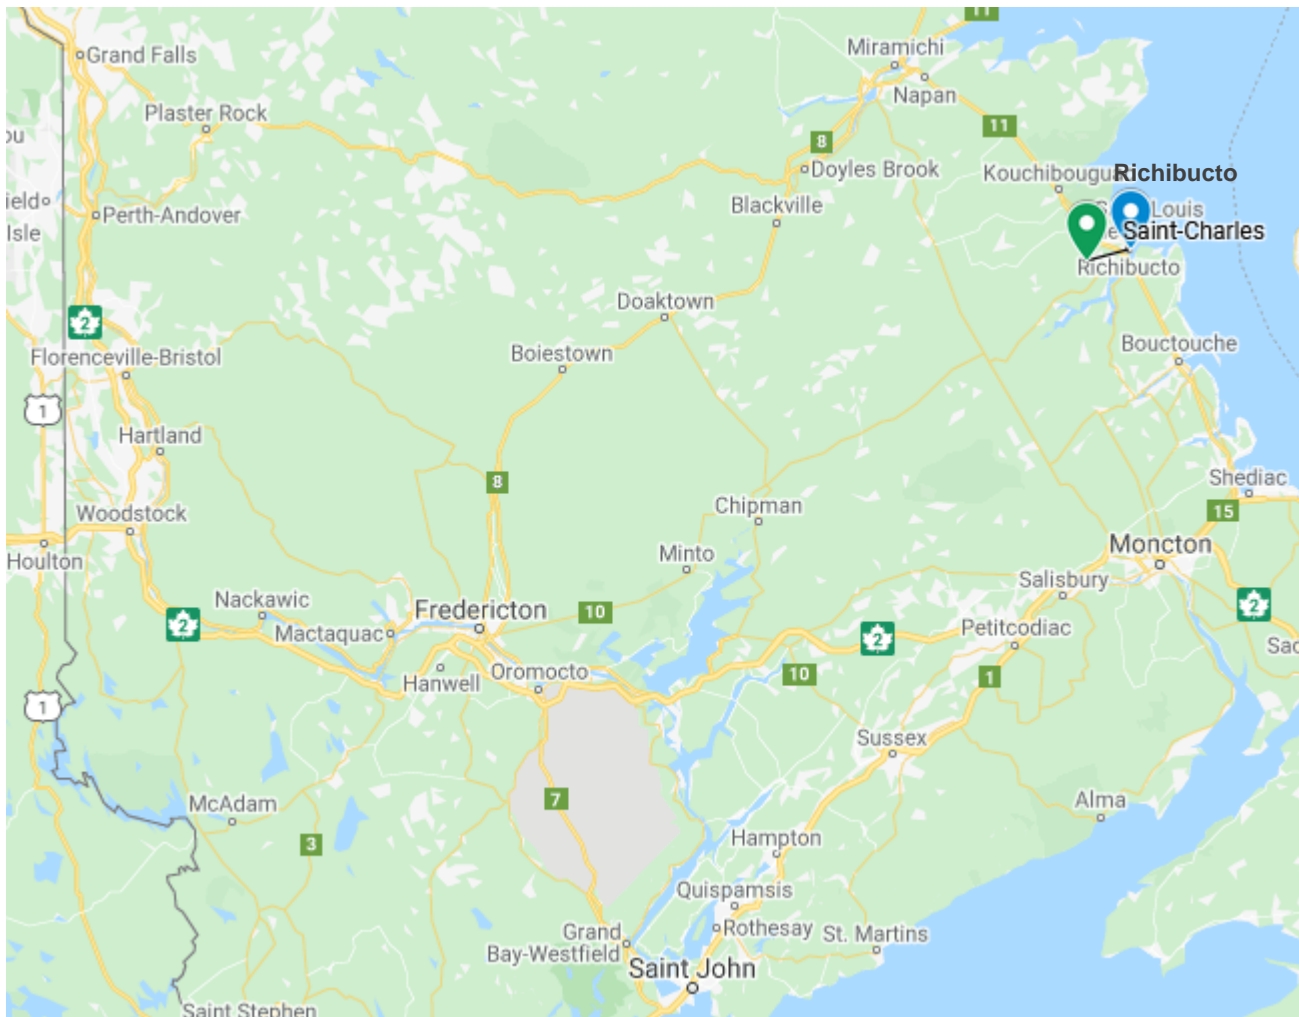 11
Miramichi
Grand Falls
Napan
Plaster Rock
11
8
Doyles Brook
Kouchibougu
Richibucto
Blackville
Louis
Perth-Andover
Isle
Saint-Charles
Richibucto
Doaktown
2
Bouctouche
Boiestown
Florenceville-Bristol
1
Hartland
8
Shediac
Chipman
15
Woodstock
Moncton
Houlton
Minto
Salisbury
Nackawic
Fredericton
10
2
2
Mactaquac
Petitcodiac
2
Sac
Hanwell
Oromocto
10
1
1
Sussex
7
McAdam
Alma
3
Hampton
Quispamsis
Grand
Bay-Westfield
Rothesay
St. Martins
Saint John
Saint Stephen